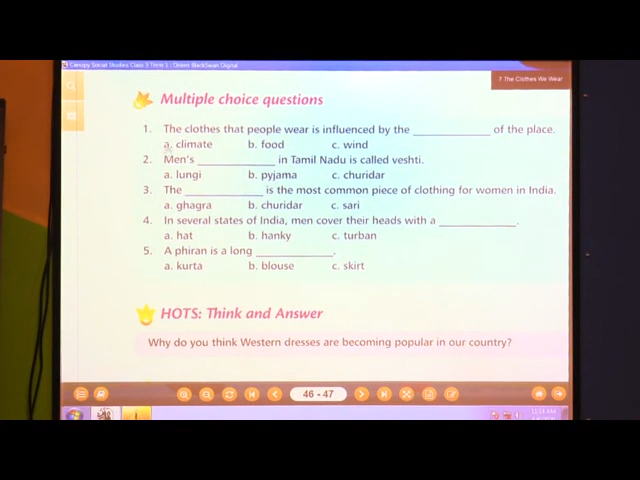 Canopy Social Studies Class 3 Term 1 | Orient BlackSwan Digital
7 The Clothes We Wear
Multiple choice questions
1. The clothes that people wear is influenced by the ______________ of the place.
a. climate b. food c. wind
2. Men's ______________ in Tamil Nadu is called veshti.
a. lungi b. pyjama c. churidar
3. The ______________ is the most common piece of clothing for women in India.
a. ghagra b. churidar c. sari
4. In several states of India, men cover their heads with a ______________.
a. hat b. hanky c. turban
5. A phiran is a long ______________.
a. kurta b. blouse c. skirt
HOTS: Think and Answer
Why do you think Western dresses are becoming popular in our country?
46 - 47